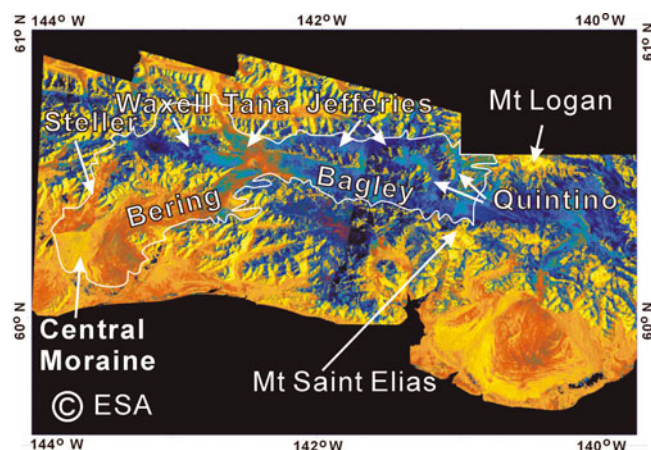 144° W 142° W 140° W
61° N
61° N
Mt Logan
Waxell Tana Jefferies
Steller
Quintino
Bagley
Bering
60° N
60° N
Central
Moraine
Mt Saint Elias
© ESA
144° W 142° W 140° W